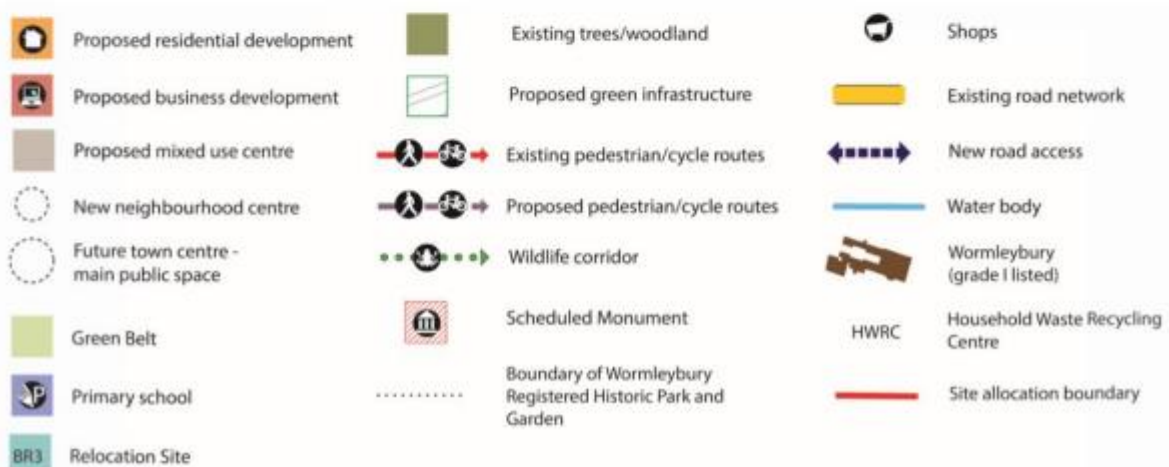 Proposed residential development
Proposed business development
Proposed mixed use centre
New neighbourhood centre
Future town centre -
main public space
Green Belt
P
Primary school
BR3
Relocation Site
Existing trees/woodland
Proposed green infrastructure
Existing pedestrian/cycle routes
Proposed pedestrian/cycle routes
Wildlife corridor
Scheduled Monument
Boundary of Wormleybury
Registered Historic Park and
Garden
Shops
Existing road network
New road access
Water body
Wormleybury
(grade I listed)
HWRC
Household Waste Recycling
Centre
Site allocation boundary